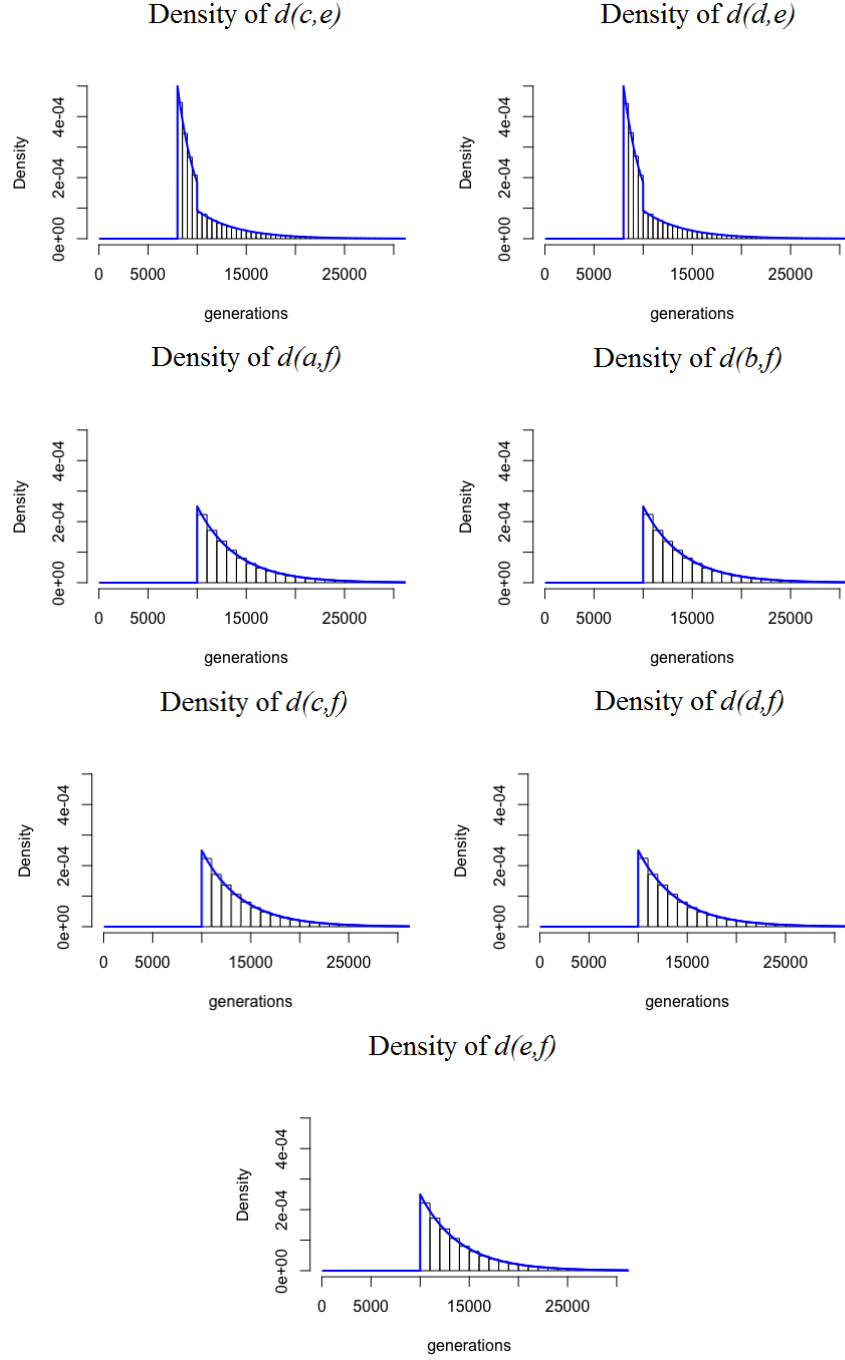 Density of d(c,e)
Density of d(d,e)
Density
0e+00 2e-04 4e-04
0 5000 15000 25000
generations
Density
0e+00 2e-04 4e-04
0 5000 15000 25000
generations
Density of d(a,f)
Density of d(b,f)
Density
0e+00 2e-04 4e-04
0 5000 15000 25000
generations
Density
0e+00 2e-04 4e-04
0 5000 15000 25000
generations
Density of d(c,f)
Density of d(d,f)
Density
0e+00 2e-04 4e-04
0 5000 15000 25000
generations
Density
0e+00 2e-04 4e-04
0 5000 15000 25000
generations
Density of d(e,f)
Density
0e+00 2e-04 4e-04
0 5000 15000 25000
generations